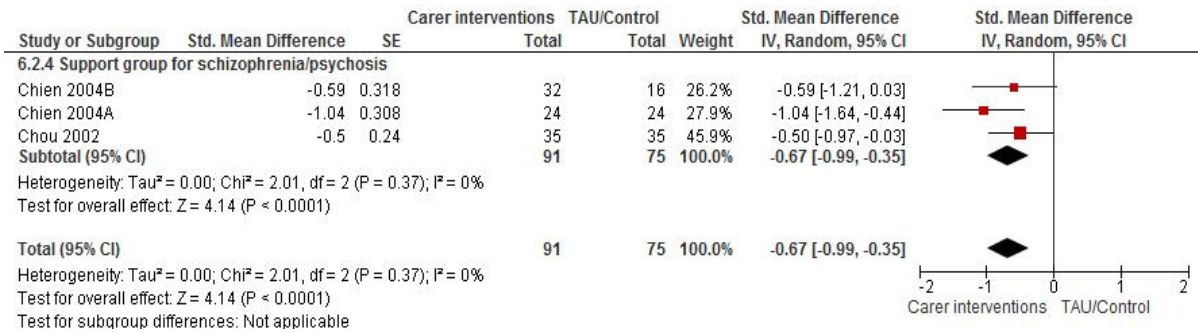 Carer interventions TAU/Control Std. Mean Difference Std. Mean Difference
Study or Subgroup Std. Mean Difference SE Total Total Weight IV, Random, 95% CI IV, Random, 95% CI
6.2.4 Support group for schizophrenia/psychosis
Chien 2004B -0.59 0.318 32 16 26.2% -0.59 [-1.21, 0.03]
Chien 2004A -1.04 0.308 24 24 27.9% -1.04 [-1.64, -0.44]
Chou 2002 -0.5 0.24 35 35 45.9% -0.50 [-0.97, -0.03]
Subtotal (95% CI) 91 75 100.0% -0.67 [-0.99, -0.35]
Heterogeneity: Tau² = 0.00; Chi² = 2.01, df = 2 (P = 0.37); I² = 0%
Test for overall effect: Z = 4.14 (P < 0.0001)
Total (95% CI) 91 75 100.0% -0.67 [-0.99, -0.35]
Heterogeneity: Tau² = 0.00; Chi² = 2.01, df = 2 (P = 0.37); I² = 0%
Test for overall effect: Z = 4.14 (P < 0.0001)
Test for subgroup differences: Not applicable
-2 -1 0 1 2
Carer interventions TAU/Control